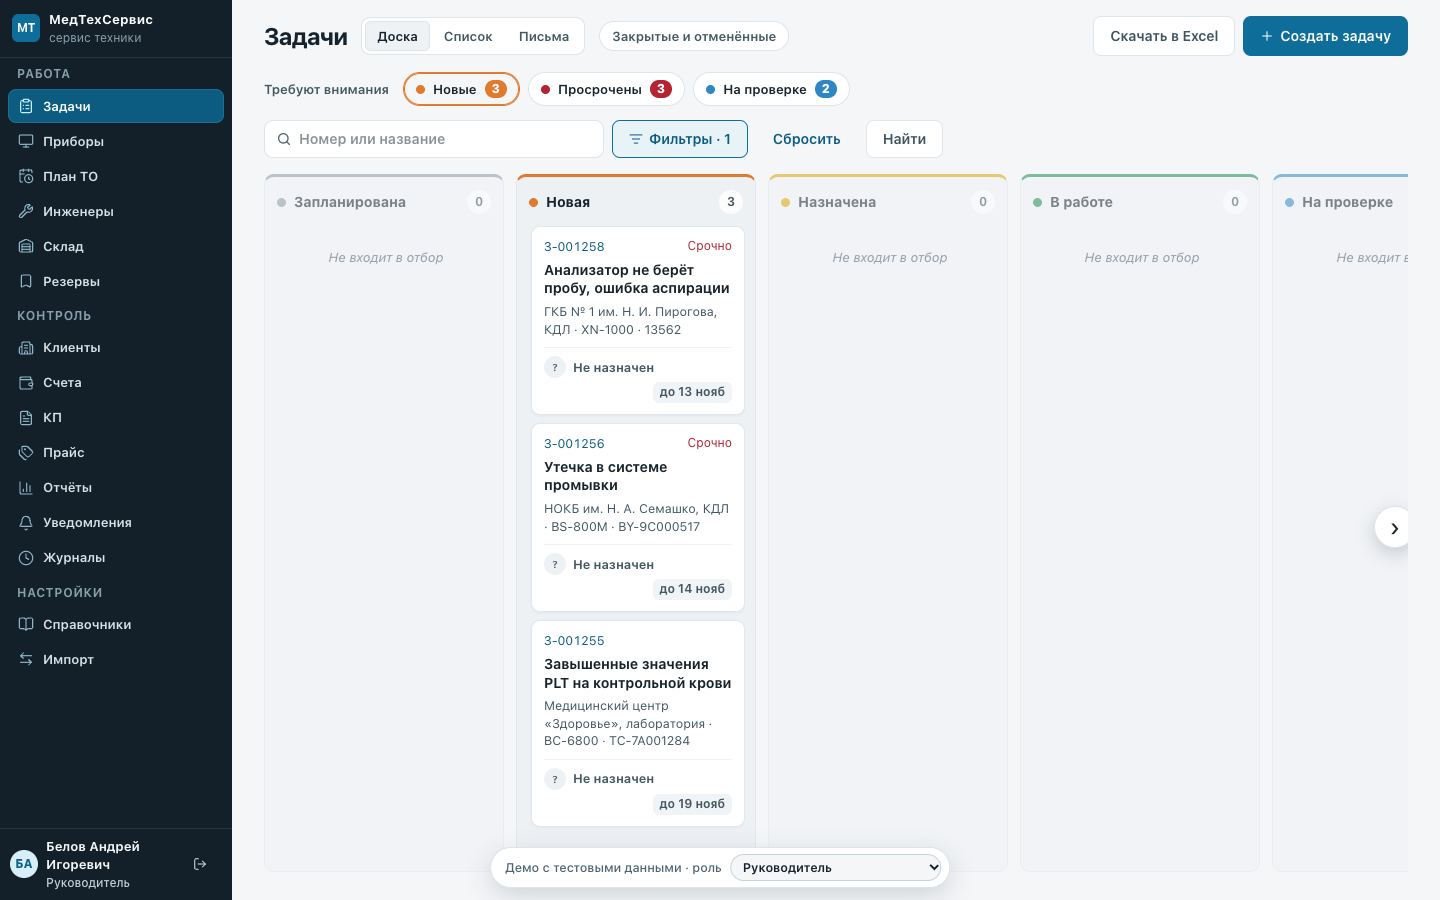 МТ
МедТехСервис
сервис техники
РАБОТА
Задачи
Приборы
План ТО
Инженеры
Склад
Резервы
КОНТРОЛЬ
Клиенты
Счета
КП
Прайс
Отчёты
Уведомления
Журналы
НАСТРОЙКИ
Справочники
Импорт
БА
Белов Андрей
Игоревич
Руководитель
Задачи
Доска Список Письма
Закрытые и отменённые
Скачать в Excel
+ Создать задачу
Требуют внимания
Новые 3
Просрочены 3
На проверке 2
Номер или название
Фильтры · 1
Сбросить
Найти
Запланирована 0
Не входит в отбор
Новая 3
З-001258 Срочно
Анализатор не берёт
пробу, ошибка аспирации
ГКБ № 1 им. Н. И. Пирогова,
КДЛ · XN-1000 · 13562
? Не назначен
до 13 нояб
З-001256 Срочно
Утечка в системе
промывки
НОКБ им. Н. А. Семашко, КДЛ
· BS-800M · BY-9C000517
? Не назначен
до 14 нояб
З-001255
Завышенные значения
PLT на контрольной крови
Медицинский центр
«Здоровье», лаборатория ·
BC-6800 · TC-7A001284
? Не назначен
до 19 нояб
Назначена 0
Не входит в отбор
В работе 0
Не входит в отбор
На проверке
Не входит в
Демо с тестовыми данными · роль Руководитель